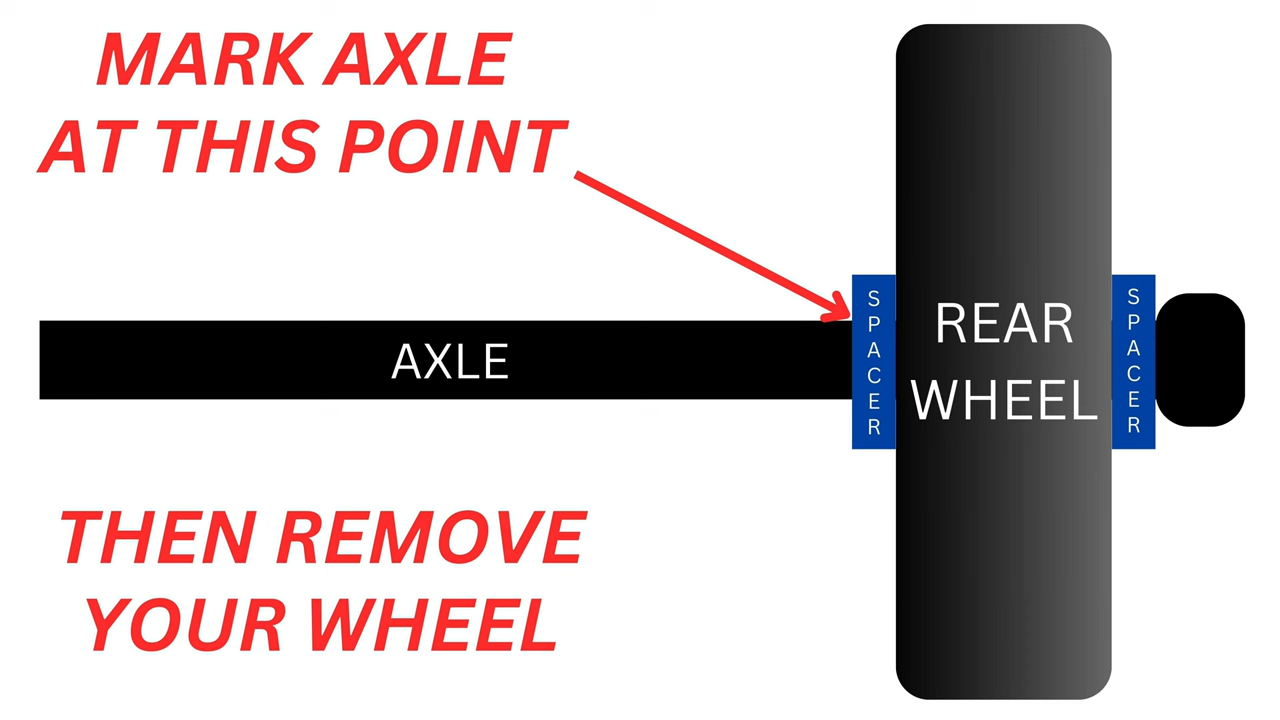 MARK AXLE
AT THIS POINT
SPACER
REAR
WHEEL
SPACER
AXLE
THEN REMOVE
YOUR WHEEL